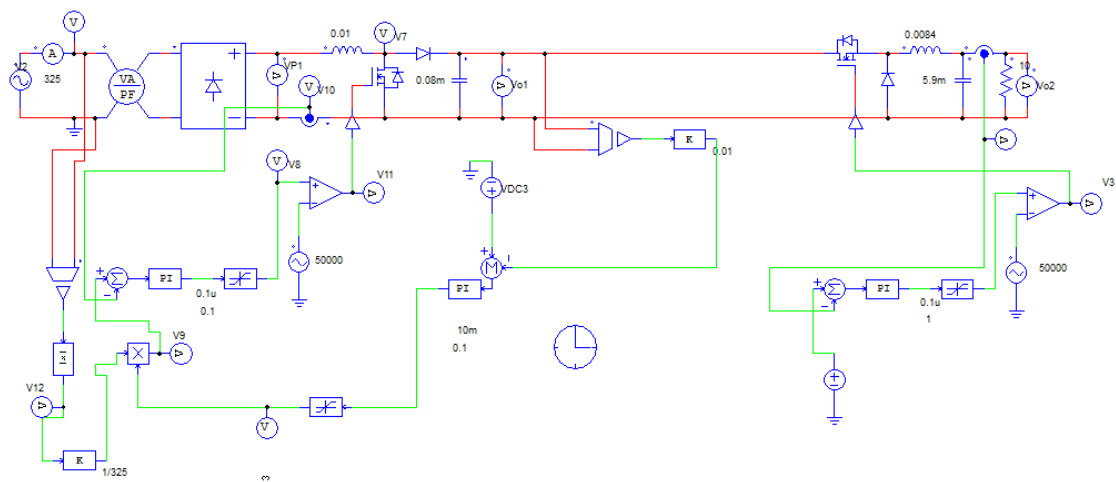 V
V2
A
325
VA
PF
+
−
VP1
V
V10
0.01
V
V7
0.08m
V
Vo1
K
0.01
0.0084
5.9m
10
V
Vo2
V
V
V8
V11
V
+
−
50000
VDC3
+
−
M
PI
10m
0.1
+
−
Σ
PI
0.1u
0.1
V9
V
X
|x|
V12
V
K
1/325
V
+
−
Σ
PI
0.1u
1
+
−
V3
V
50000